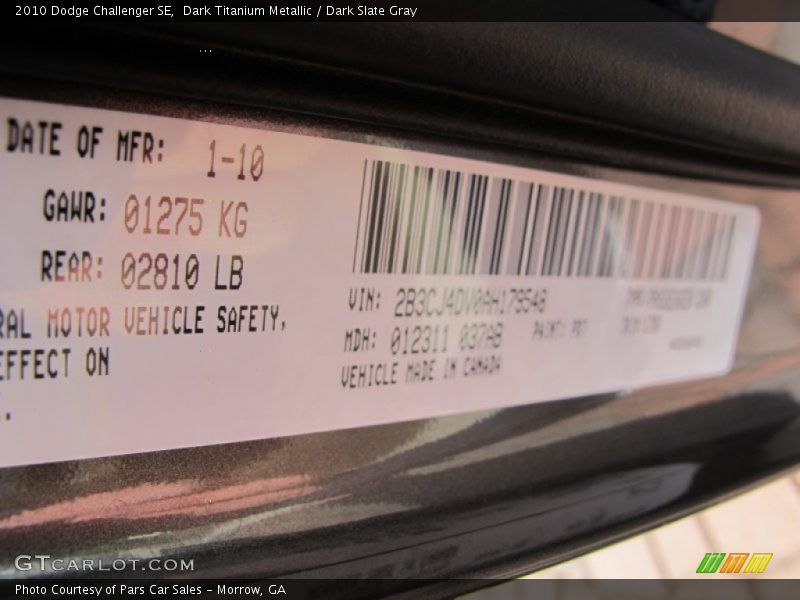 2010 Dodge Challenger SE, Dark Titanium Metallic / Dark Slate Gray
DATE OF MFR: 1-10
GAWR: 01275 KG
REAR: 02810 LB
RAL MOTOR VEHICLE SAFETY,
EFFECT ON
VIN: 2B3CJ4DV0AH179548
MDH: 012311 037AB
PAINT:
VEHICLE MADE IN CANADA
GTCARLOT.COM
Photo Courtesy of Pars Car Sales - Morrow, GA